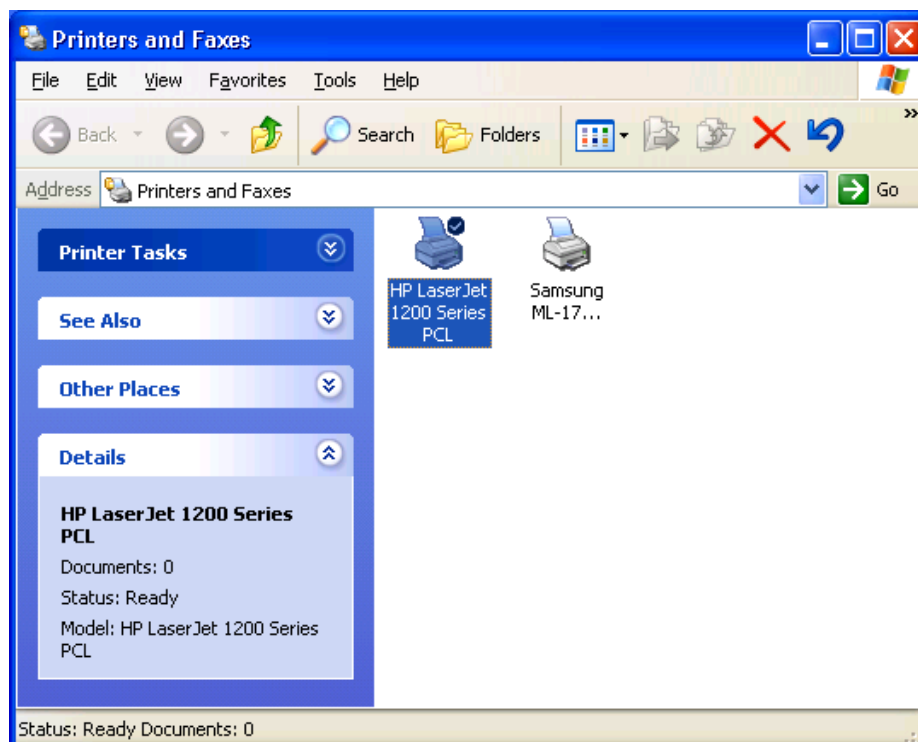 Printers and Faxes
File Edit View Favorites Tools Help
Back Search Folders »
Address Printers and Faxes Go
Printer Tasks
See Also
Other Places
Details
HP LaserJet 1200 Series
PCL
Documents: 0
Status: Ready
Model: HP LaserJet 1200 Series
PCL
HP LaserJet
1200 Series
PCL
Samsung
ML-17...
Status: Ready Documents: 0